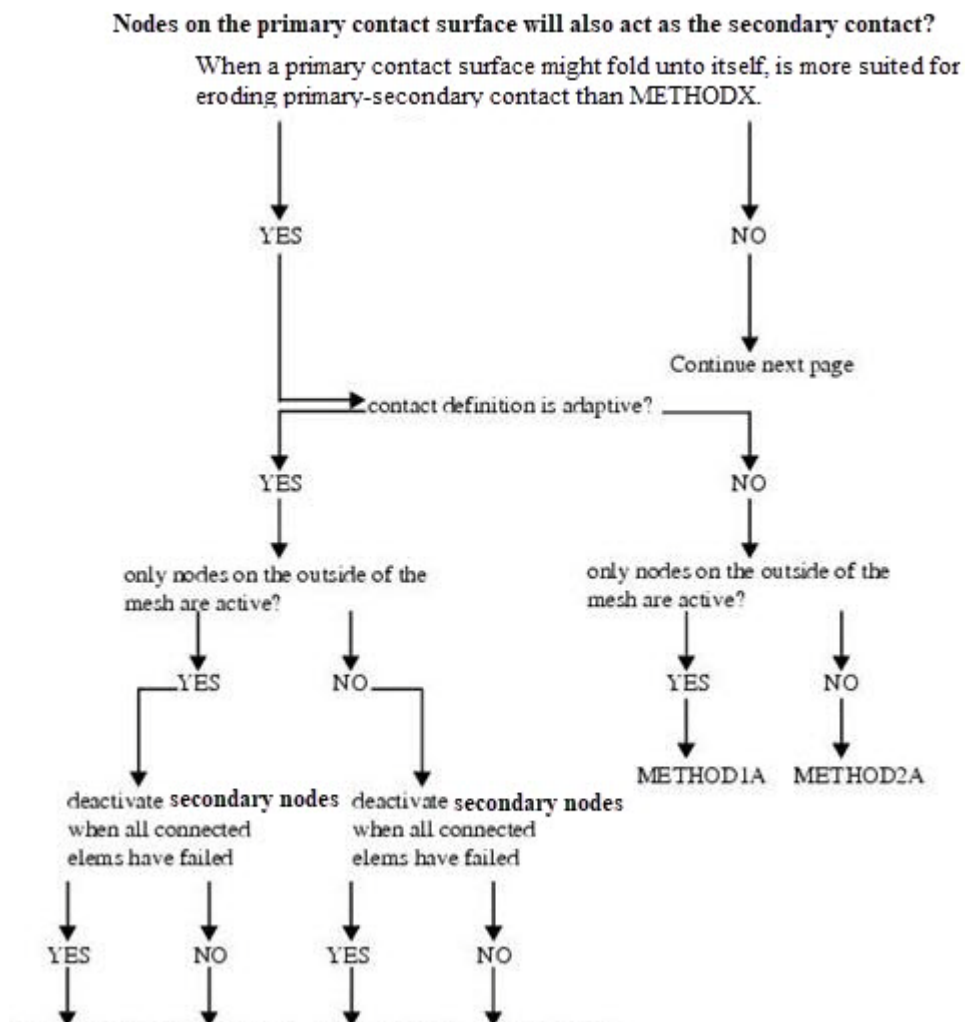 Nodes on the primary contact surface will also act as the secondary contact?
When a primary contact surface might fold unto itself, is more suited for
eroding primary-secondary contact than METHODX.
YES
NO
Continue next page
contact definition is adaptive?
YES
NO
only nodes on the outside of the
mesh are active?
only nodes on the outside of the
mesh are active?
YES
NO
YES
NO
METHOD1A
METHOD2A
deactivate secondary nodes
when all connected
elems have failed
deactivate secondary nodes
when all connected
elems have failed
YES
NO
YES
NO